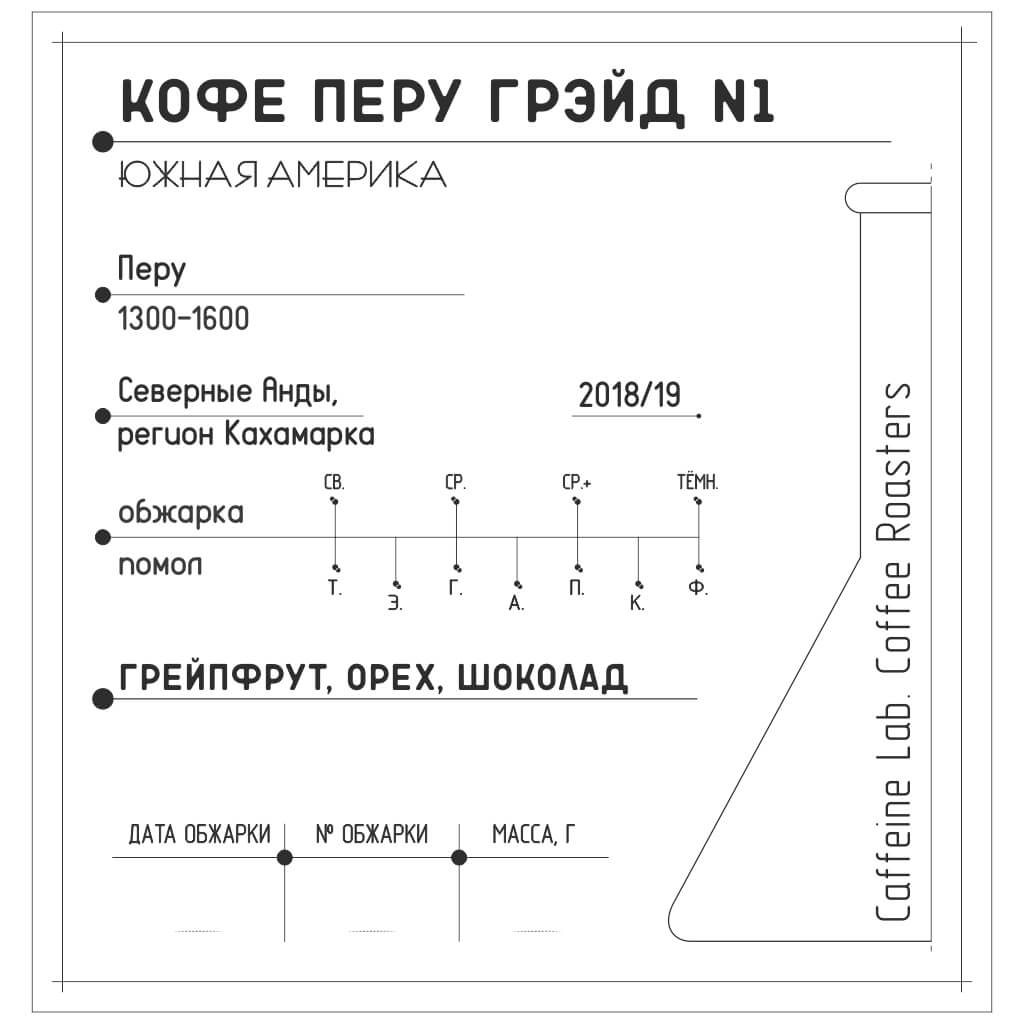 КОФЕ ПЕРУ ГРЭЙД N1
ЮЖНАЯ АМЕРИКА
Перу
1300-1600
Северные Анды,
регион Кахамарка
2018/19
СВ. СР. СР.+ ТЁМН.
обжарка
помол
Т. Э. Г. А. П. К. Ф.
ГРЕЙПФРУТ, ОРЕХ, ШОКОЛАД
ДАТА ОБЖАРКИ № ОБЖАРКИ МАССА, Г
Caffeine Lab. Coffee Roasters